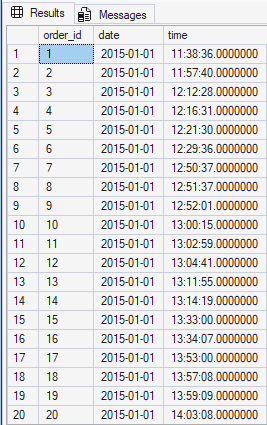 Results Messages
order_id date time
1 1 2015-01-01 11:38:36.0000000
2 2 2015-01-01 11:57:40.0000000
3 3 2015-01-01 12:12:28.0000000
4 4 2015-01-01 12:16:31.0000000
5 5 2015-01-01 12:21:30.0000000
6 6 2015-01-01 12:29:36.0000000
7 7 2015-01-01 12:50:37.0000000
8 8 2015-01-01 12:51:37.0000000
9 9 2015-01-01 12:52:01.0000000
10 10 2015-01-01 13:00:15.0000000
11 11 2015-01-01 13:02:59.0000000
12 12 2015-01-01 13:04:41.0000000
13 13 2015-01-01 13:11:55.0000000
14 14 2015-01-01 13:14:19.0000000
15 15 2015-01-01 13:33:00.0000000
16 16 2015-01-01 13:34:07.0000000
17 17 2015-01-01 13:53:00.0000000
18 18 2015-01-01 13:57:08.0000000
19 19 2015-01-01 13:59:09.0000000
20 20 2015-01-01 14:03:08.0000000